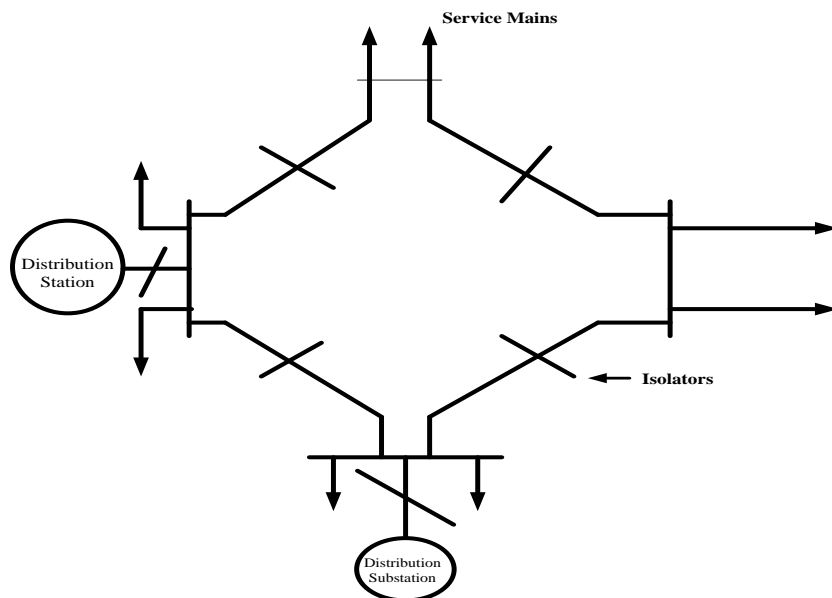 Service Mains
Distribution
Station
Isolators
Distribution
Substation